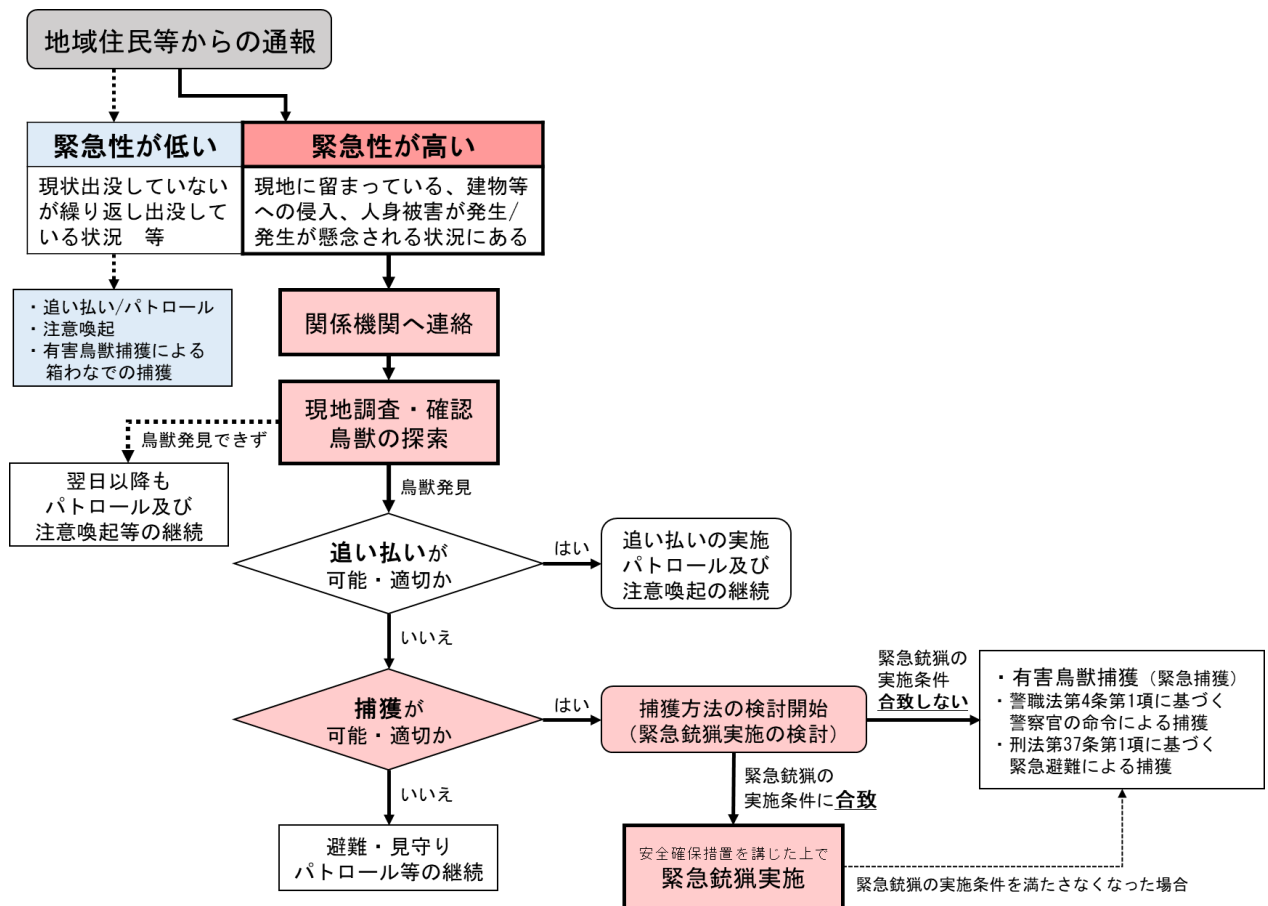 地域住民等からの通報
緊急性が低い
現状出没していない
が繰り返し出没して
いる状況　等
緊急性が高い
現地に留まっている、建物等
への侵入、人身被害が発生/
発生が懸念される状況にある
・追い払い/パトロール
・注意喚起
・有害鳥獣捕獲による
箱わなでの捕獲
関係機関へ連絡
現地調査・確認
鳥獣の探索
鳥獣発見できず
翌日以降も
パトロール及び
注意喚起等の継続
鳥獣発見
追い払いが
可能・適切か
はい
追い払いの実施
パトロール及び
注意喚起の継続
いいえ
捕獲が
可能・適切か
はい
捕獲方法の検討開始
(緊急銃猟実施の検討)
緊急銃猟の
実施条件
合致しない
・有害鳥獣捕獲（緊急捕獲）
・警職法第4条第1項に基づく
警察官の命令による捕獲
・刑法第37条第1項に基づく
緊急避難による捕獲
いいえ
避難・見守り
パトロール等の継続
緊急銃猟の
実施条件に合致
安全確保措置を講じた上で
緊急銃猟実施
緊急銃猟の実施条件を満たさなくなった場合